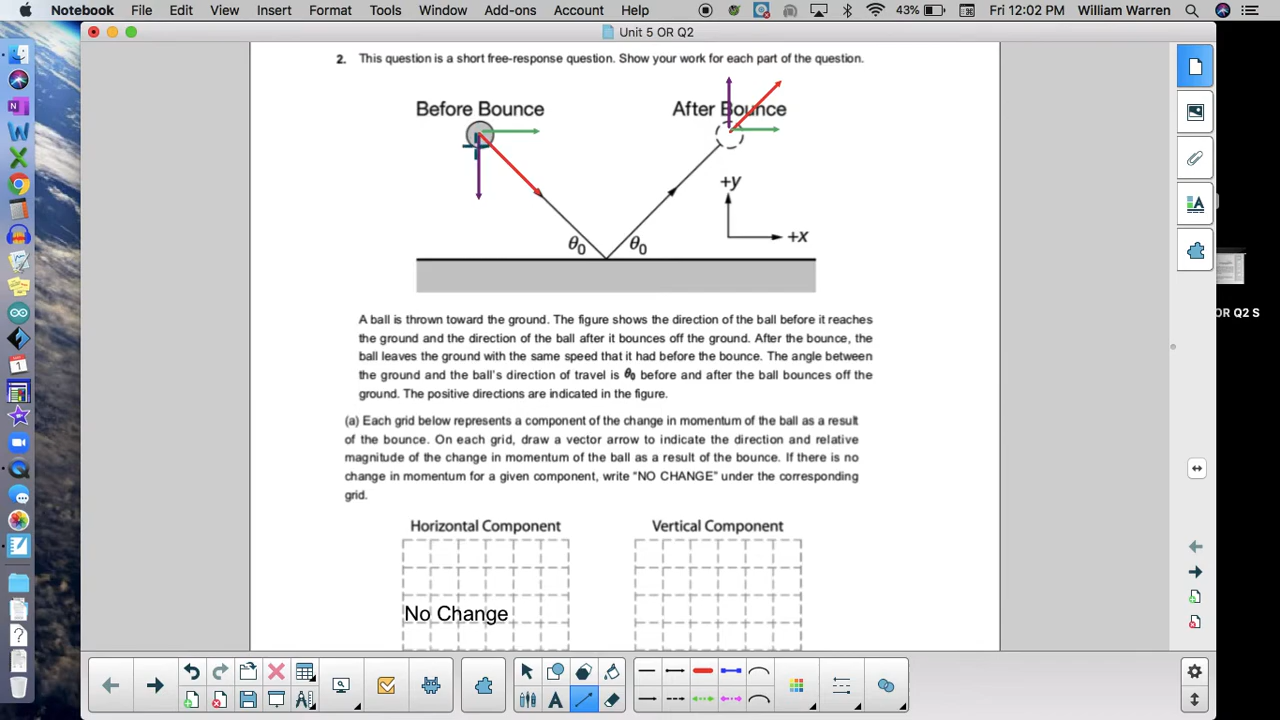 Notebook File Edit View Insert Format Tools Window Add-ons Account Help 43% Fri 12:02 PM William Warren
Unit 5 OR Q2
2. This question is a short free-response question. Show your work for each part of the question.
Before Bounce After Bounce
+y
+x
θ0 θ0
A ball is thrown toward the ground. The figure shows the direction of the ball before it reaches
the ground and the direction of the ball after it bounces off the ground. After the bounce, the
ball leaves the ground with the same speed that it had before the bounce. The angle between
the ground and the ball's direction of travel is θ0 before and after the ball bounces off the
ground. The positive directions are indicated in the figure.
OR Q2 S
(a) Each grid below represents a component of the change in momentum of the ball as a result
of the bounce. On each grid, draw a vector arrow to indicate the direction and relative
magnitude of the change in momentum of the ball as a result of the bounce. If there is no
change in momentum for a given component, write “NO CHANGE” under the corresponding
grid.
Horizontal Component Vertical Component
No Change